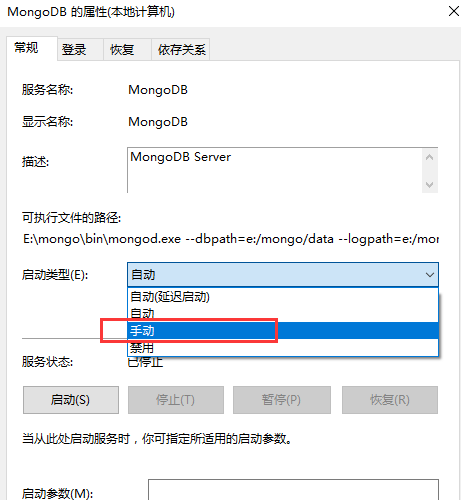 MongoDB 的属性(本地计算机)
常规 登录 恢复 依存关系
服务名称: MongoDB
显示名称: MongoDB
描述: MongoDB Server
可执行文件的路径:
E:\mongo\bin\mongod.exe --dbpath=e:/mongo/data --logpath=e:/mor
启动类型(E): 自动
自动(延迟启动)
自动
手动
禁用
服务状态: 已停止
启动(S) 停止(T) 暂停(P) 恢复(R)
当从此处启动服务时，你可指定所适用的启动参数。
启动参数(M):